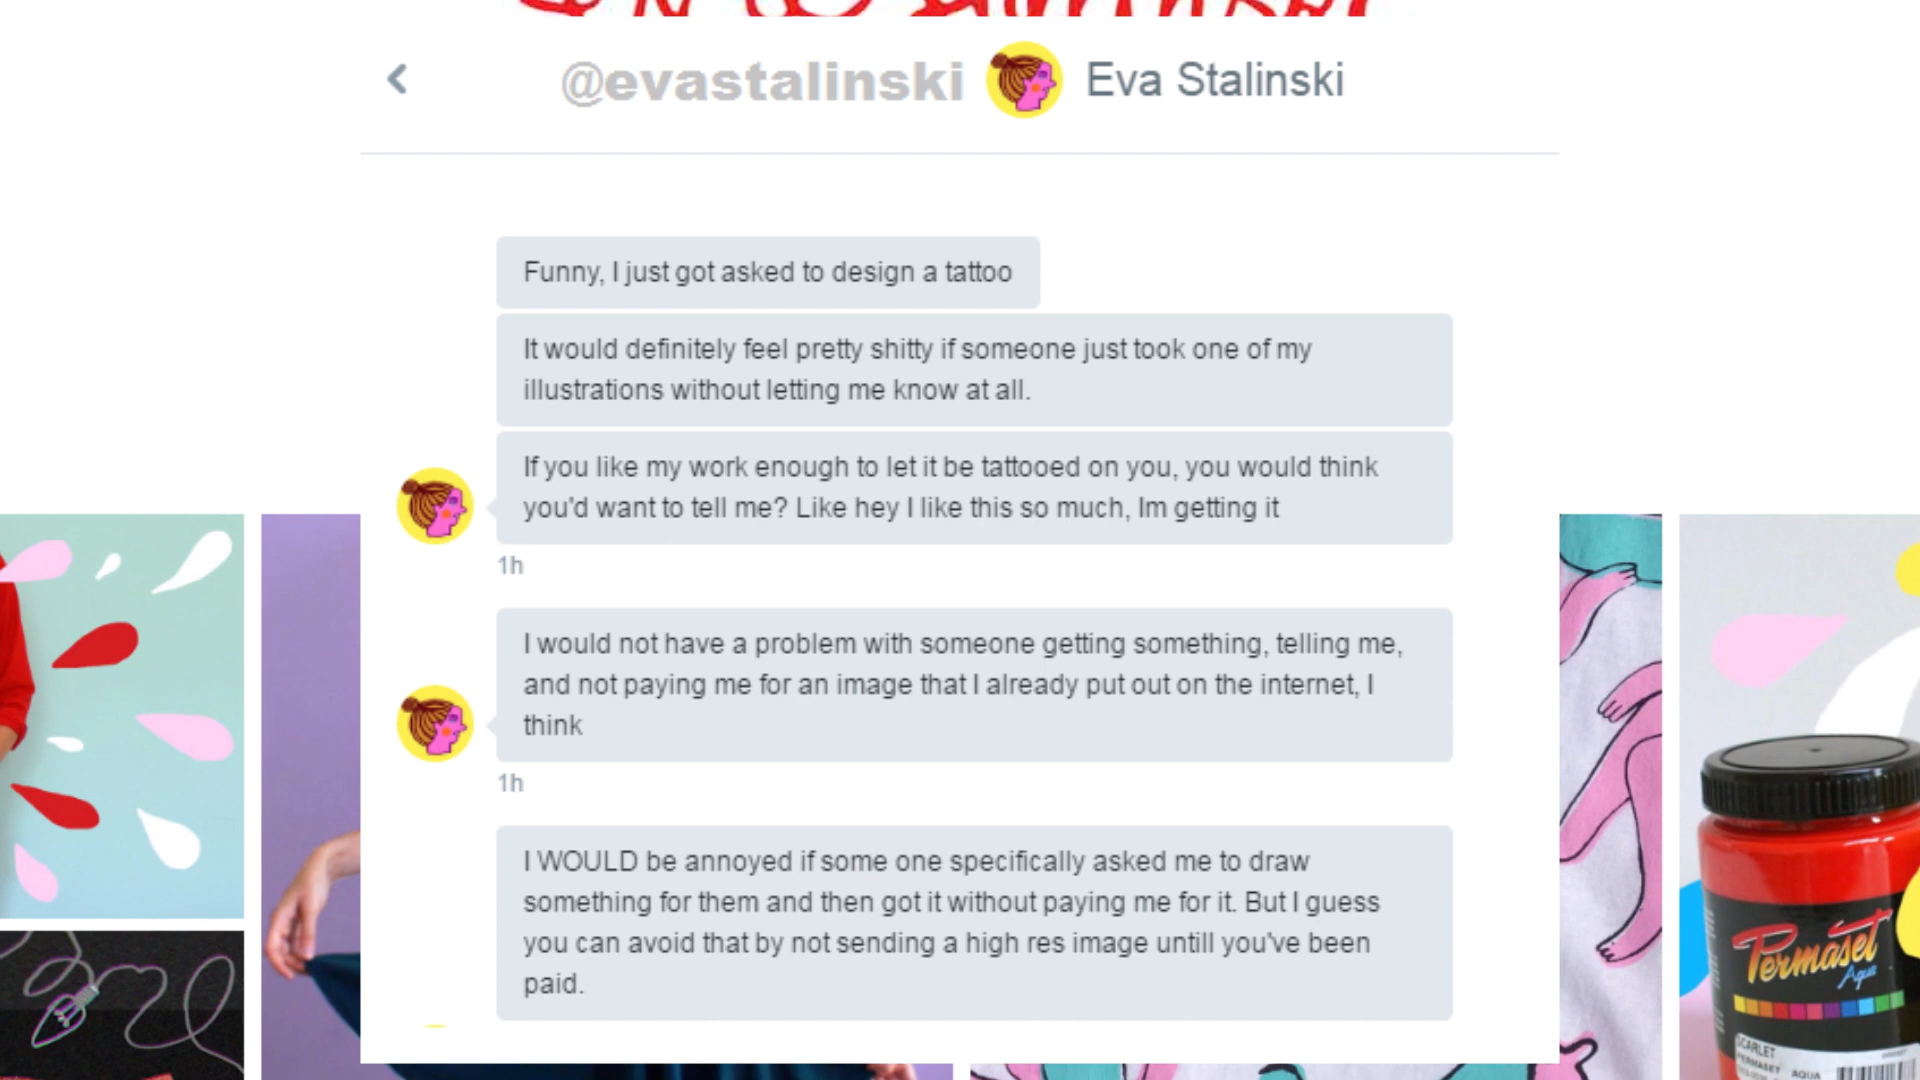 @evastalinski Eva Stalinski
Funny, I just got asked to design a tattoo
It would definitely feel pretty shitty if someone just took one of my
illustrations without letting me know at all.
If you like my work enough to let it be tattooed on you, you would think
you'd want to tell me? Like hey I like this so much, Im getting it
1h
I would not have a problem with someone getting something, telling me,
and not paying me for an image that I already put out on the internet, I
think
1h
I WOULD be annoyed if some one specifically asked me to draw
something for them and then got it without paying me for it. But I guess
you can avoid that by not sending a high res image untill you've been
paid.
Permaset
Aqua
SCARLET
PERMASET AQUA